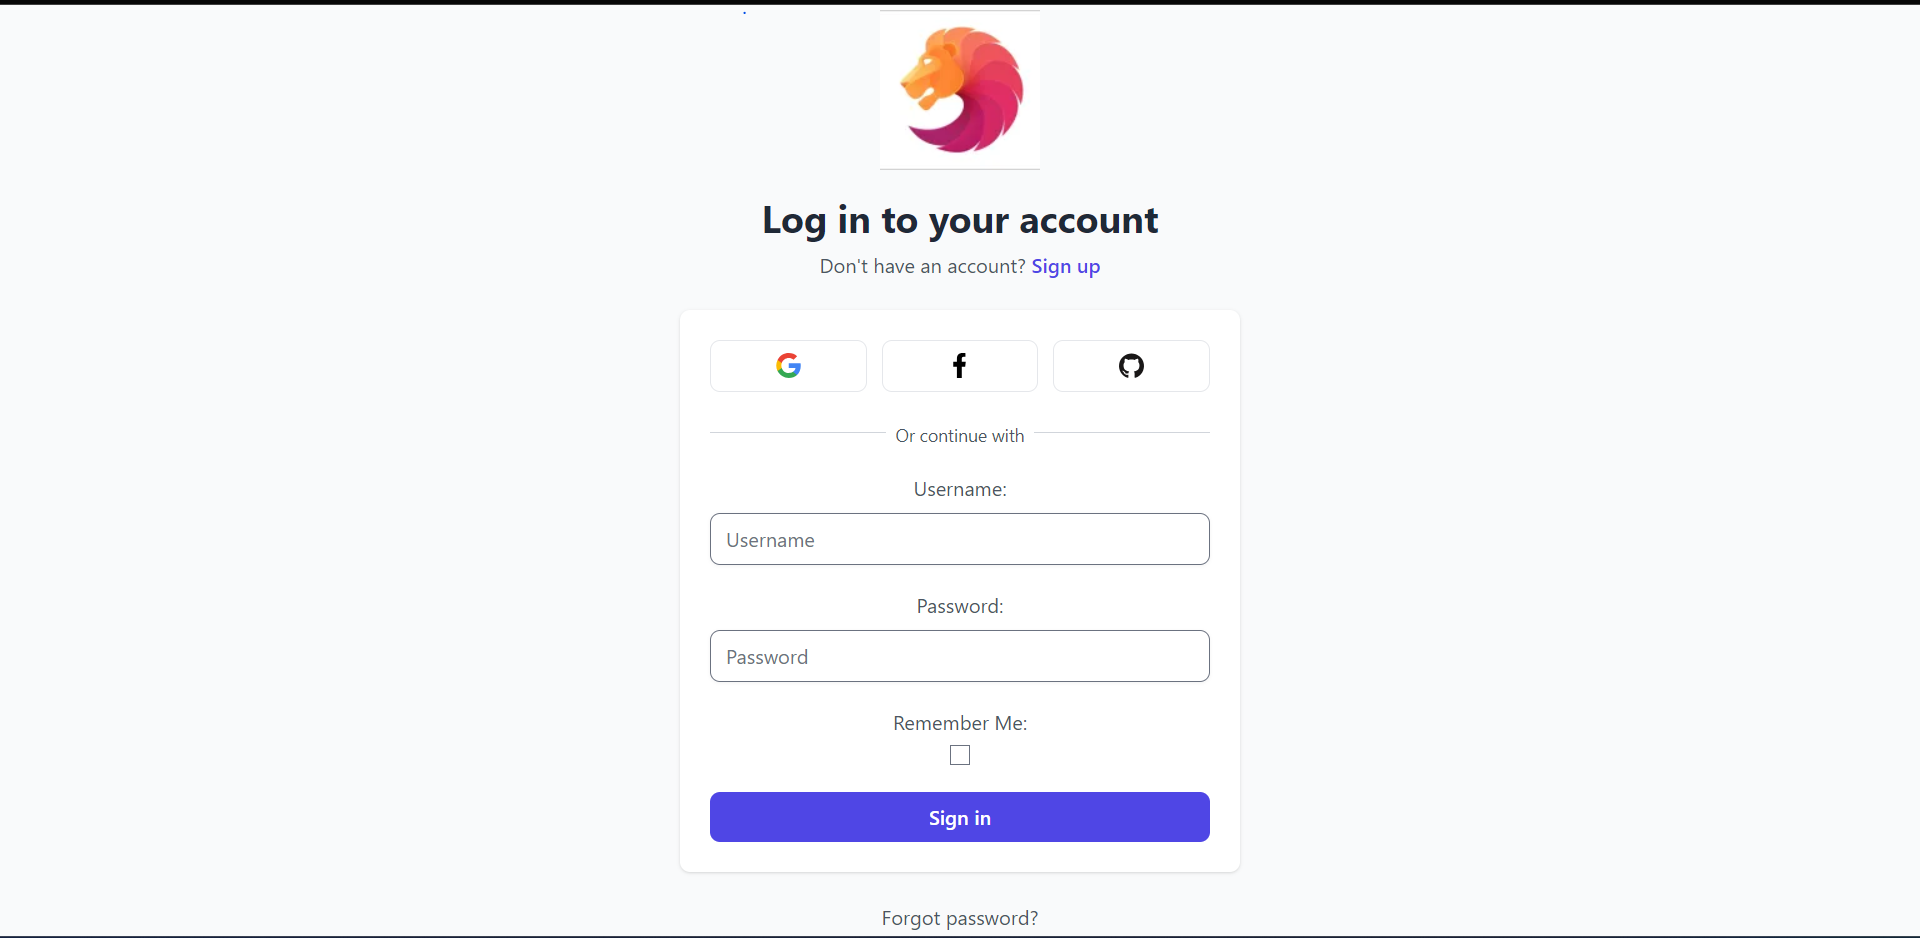 Log in to your account
Don't have an account? Sign up
Or continue with
Username:
Username
Password:
Password
Remember Me:
Sign in
Forgot password?